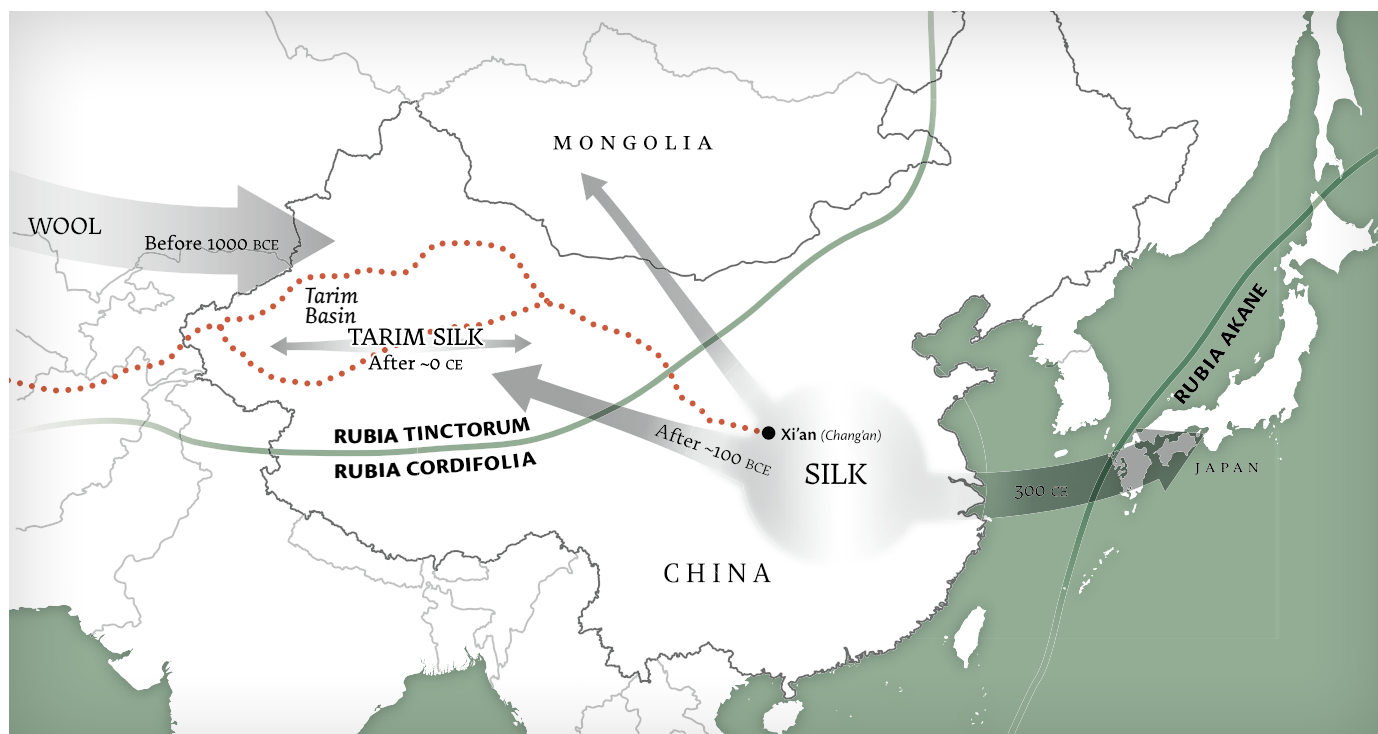 MONGOLIA
WOOL
Before 1000 BCE
Tarim
Basin
TARIM SILK
After ~0 CE
RUBIA AKANE
RUBIA TINCTORUM
RUBIA CORDIFOLIA
After ~100 BCE
Xi'an (Chang'an)
SILK
300 CE
JAPAN
CHINA